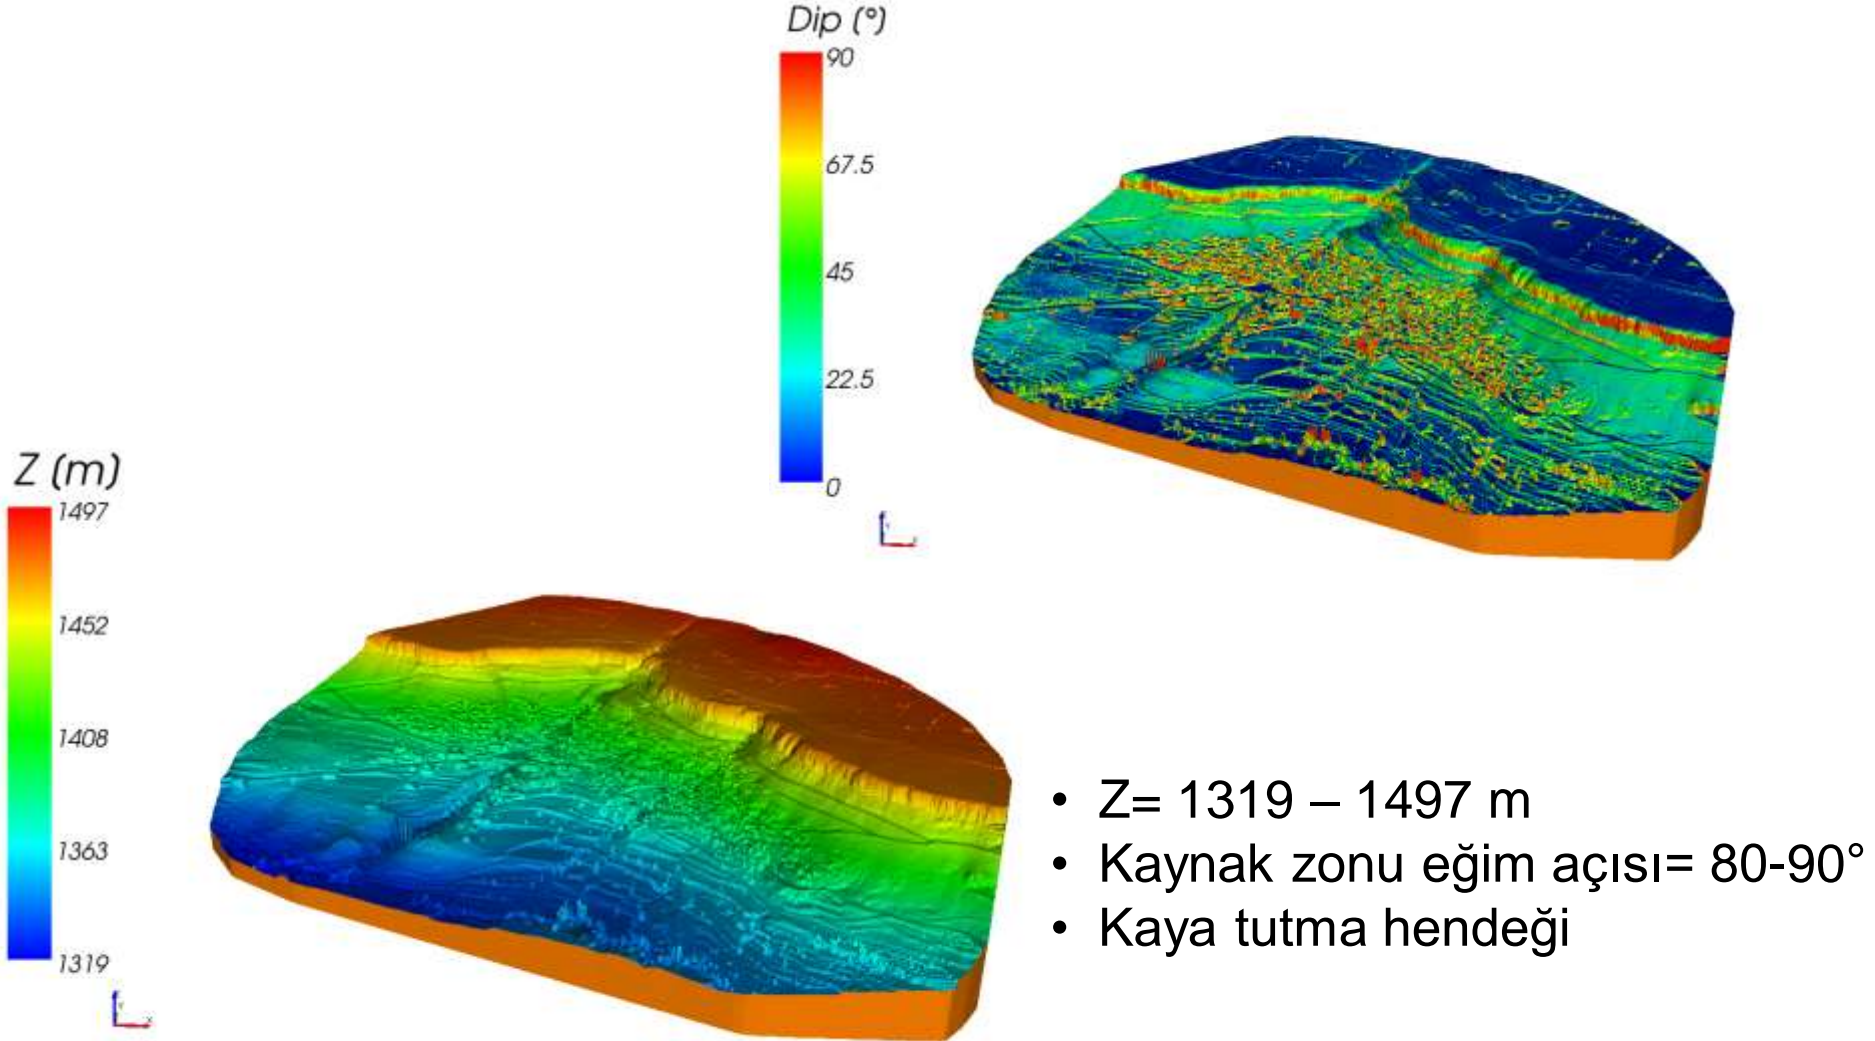 Dip (°)
90
67.5
45
22.5
0
Z (m)
1497
1452
1408
1363
1319
• Z= 1319 – 1497 m
• Kaynak zonu eğim açısı= 80-90°
• Kaya tutma hendeği